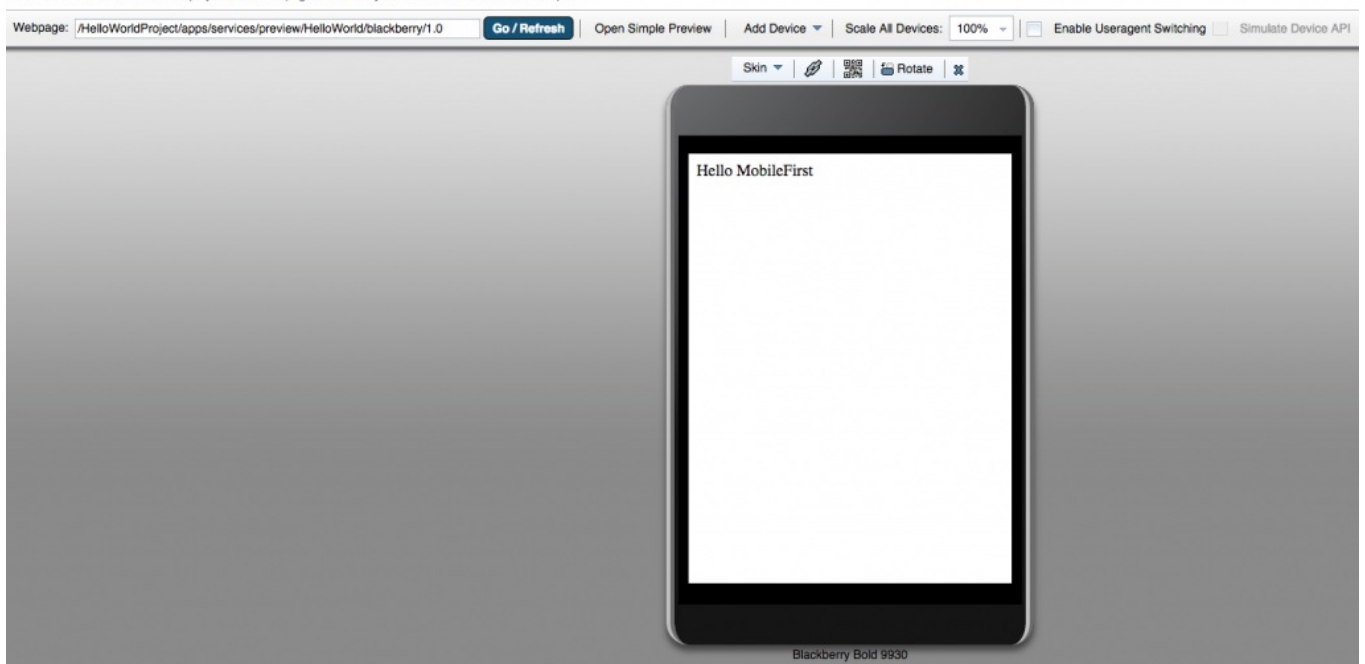 Webpage: /HelloWorldProject/apps/services/preview/HelloWorld/blackberry/1.0 Go / Refresh Open Simple Preview Add Device Scale All Devices: 100% Enable Useragent Switching Simulate Device API
Skin Rotate
Hello MobileFirst
Blackberry Bold 9930